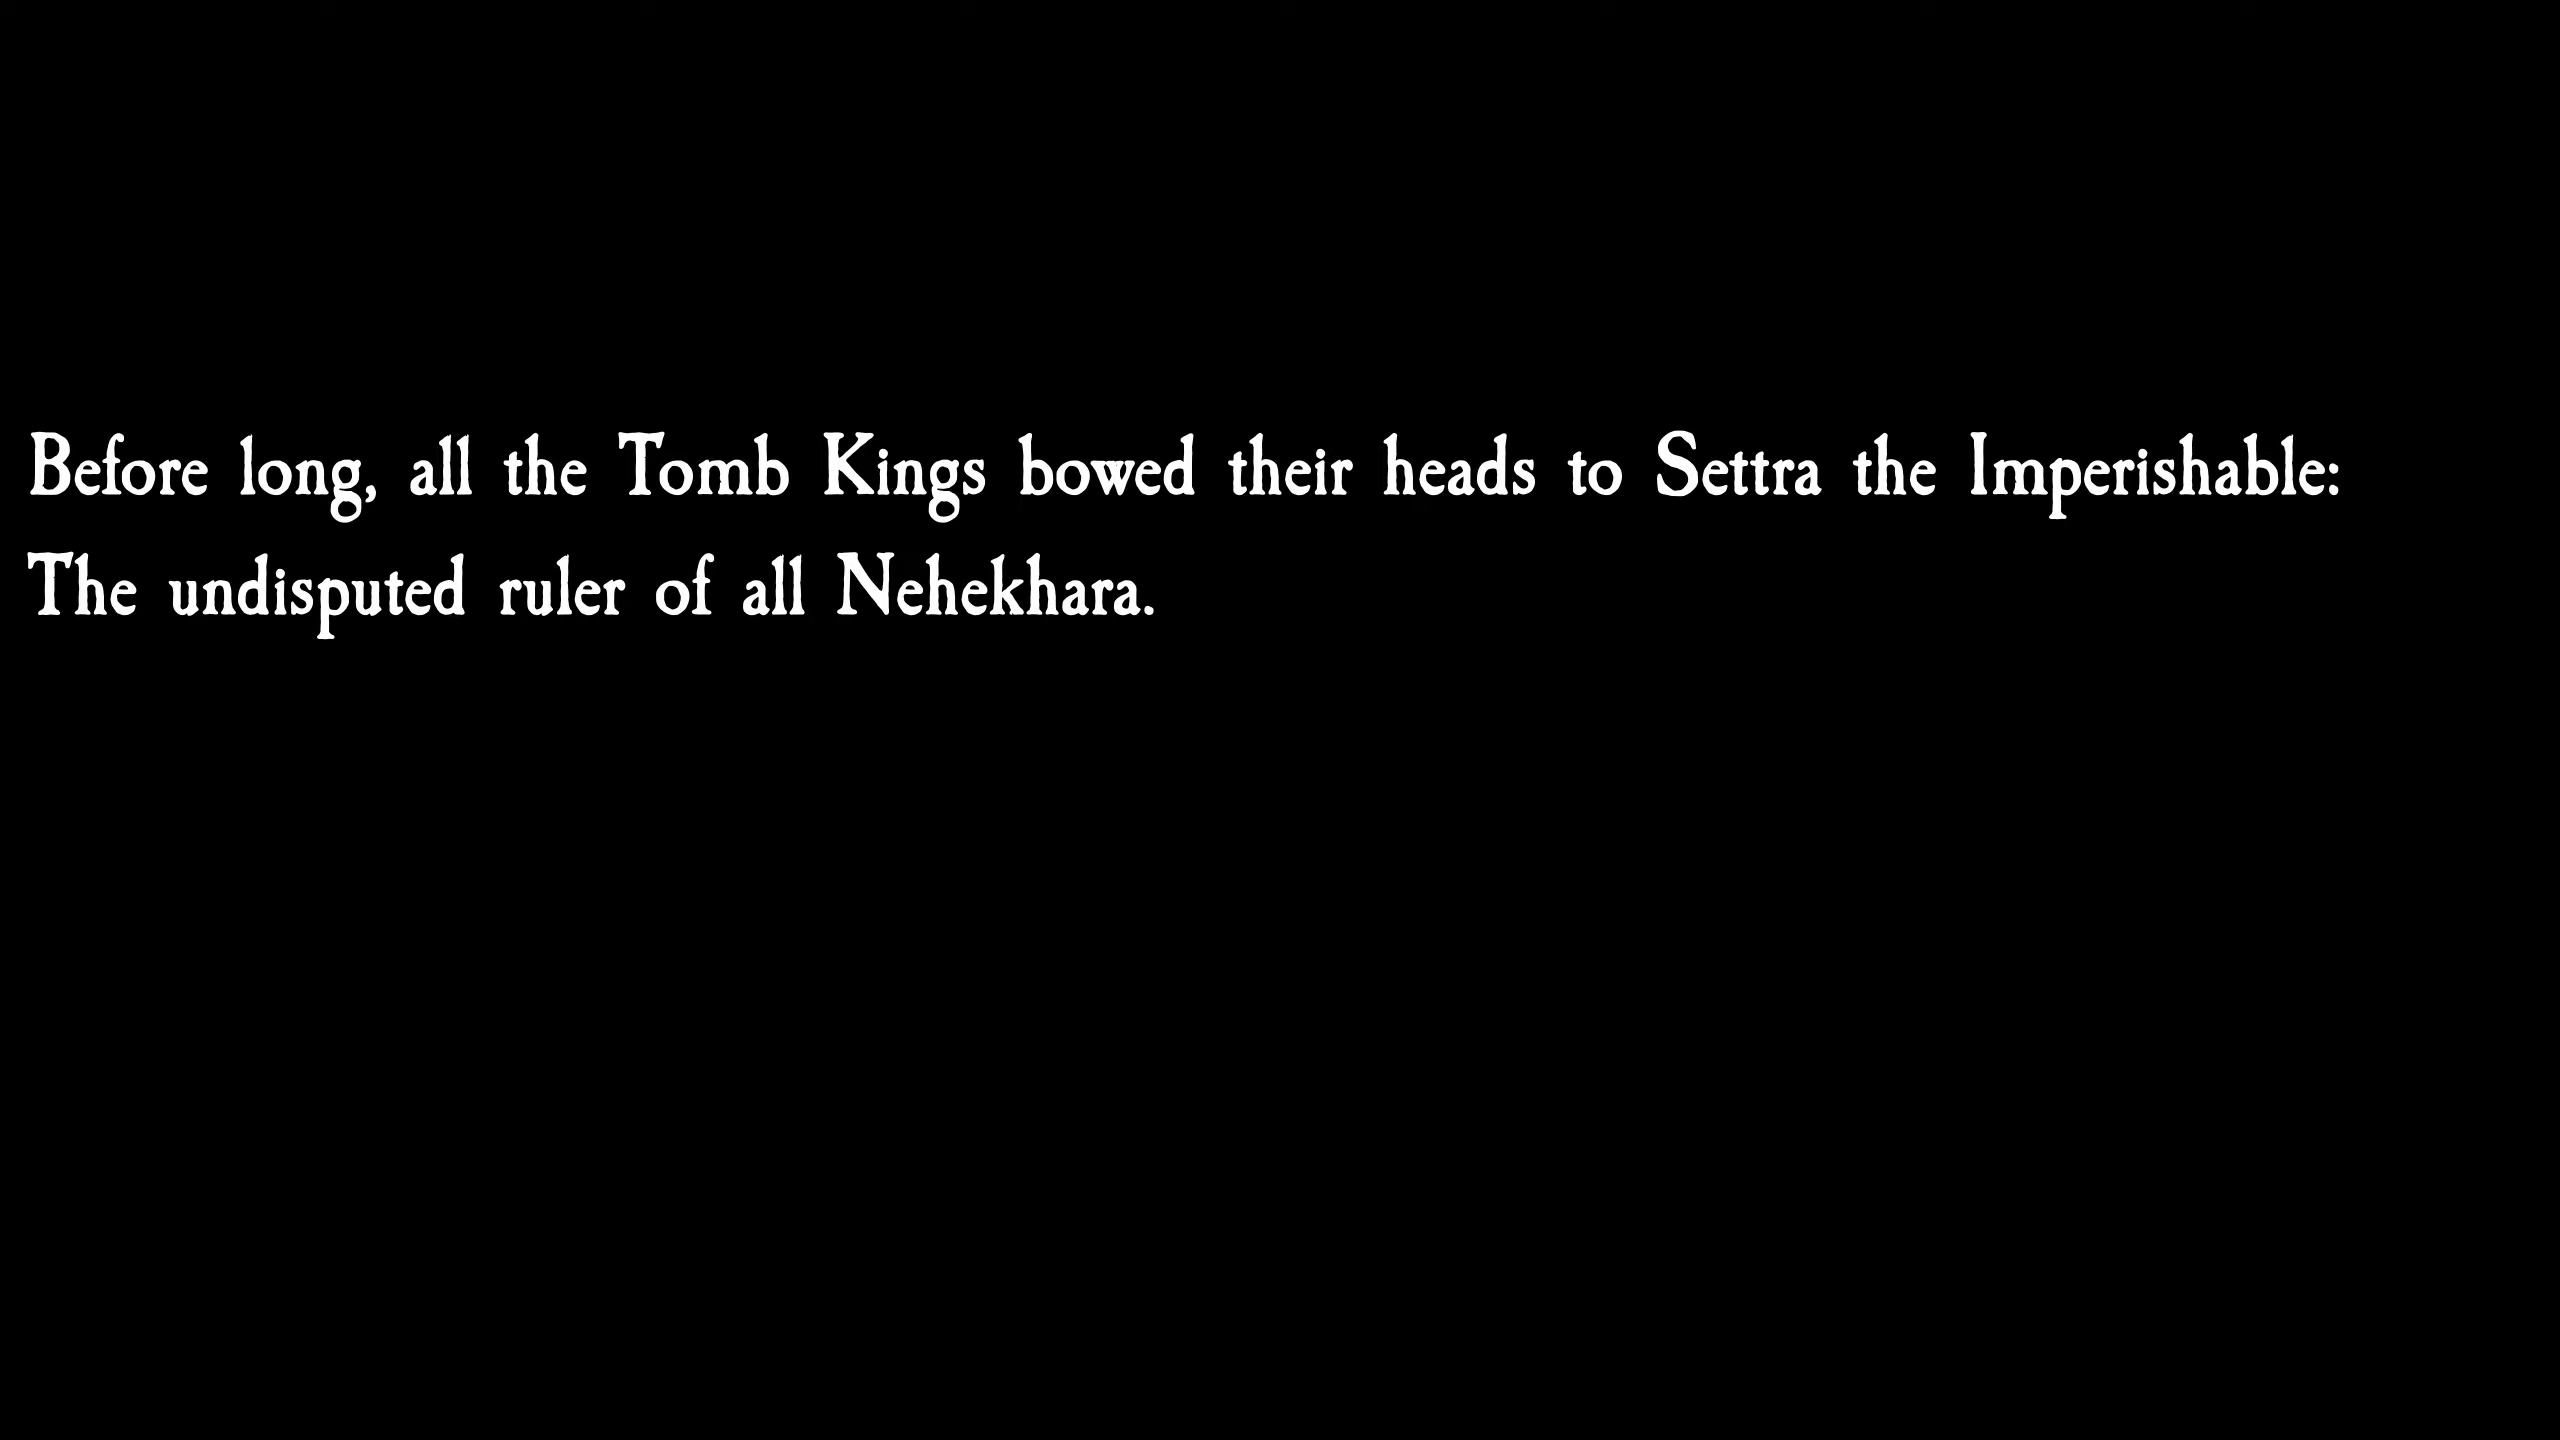 Before long, all the Tomb Kings bowed their heads to Settra the Imperishable:
The undisputed ruler of all Nehekhara.